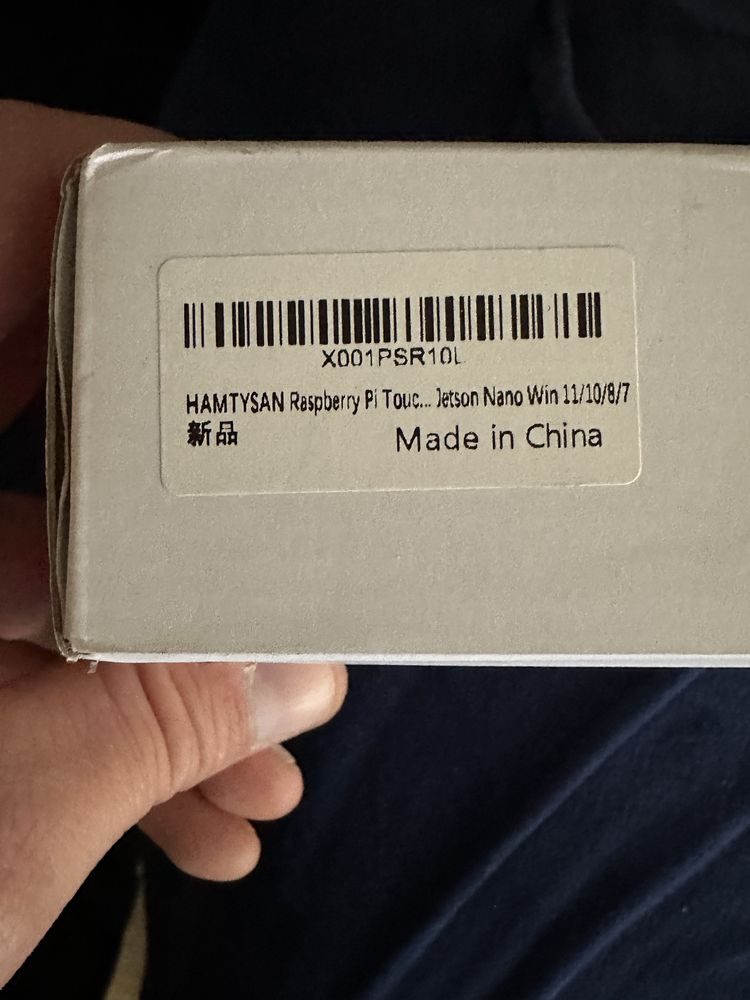 X001PSR10L
HAMTYSAN Raspberry Pi Touc... Jetson Nano Win 11/10/8/7
新品
Made in China